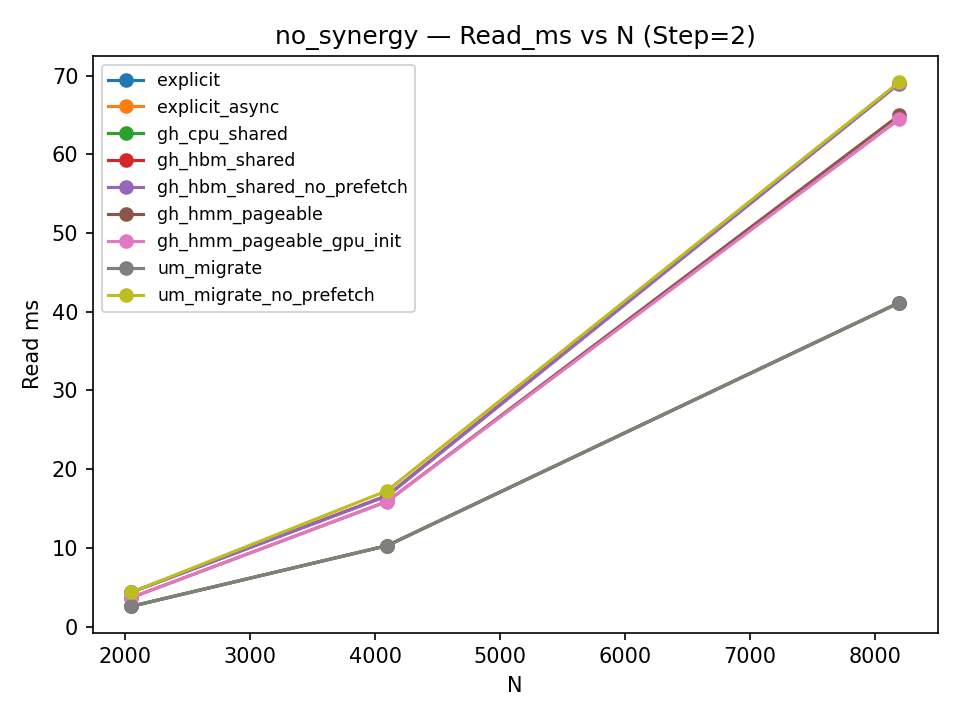 no_synergy — Read_ms vs N (Step=2)
explicit
explicit_async
gh_cpu_shared
gh_hbm_shared
gh_hbm_shared_no_prefetch
gh_hmm_pageable
gh_hmm_pageable_gpu_init
um_migrate
um_migrate_no_prefetch
70
60
50
40
30
20
10
0
Read ms
2000 3000 4000 5000 6000 7000 8000
N